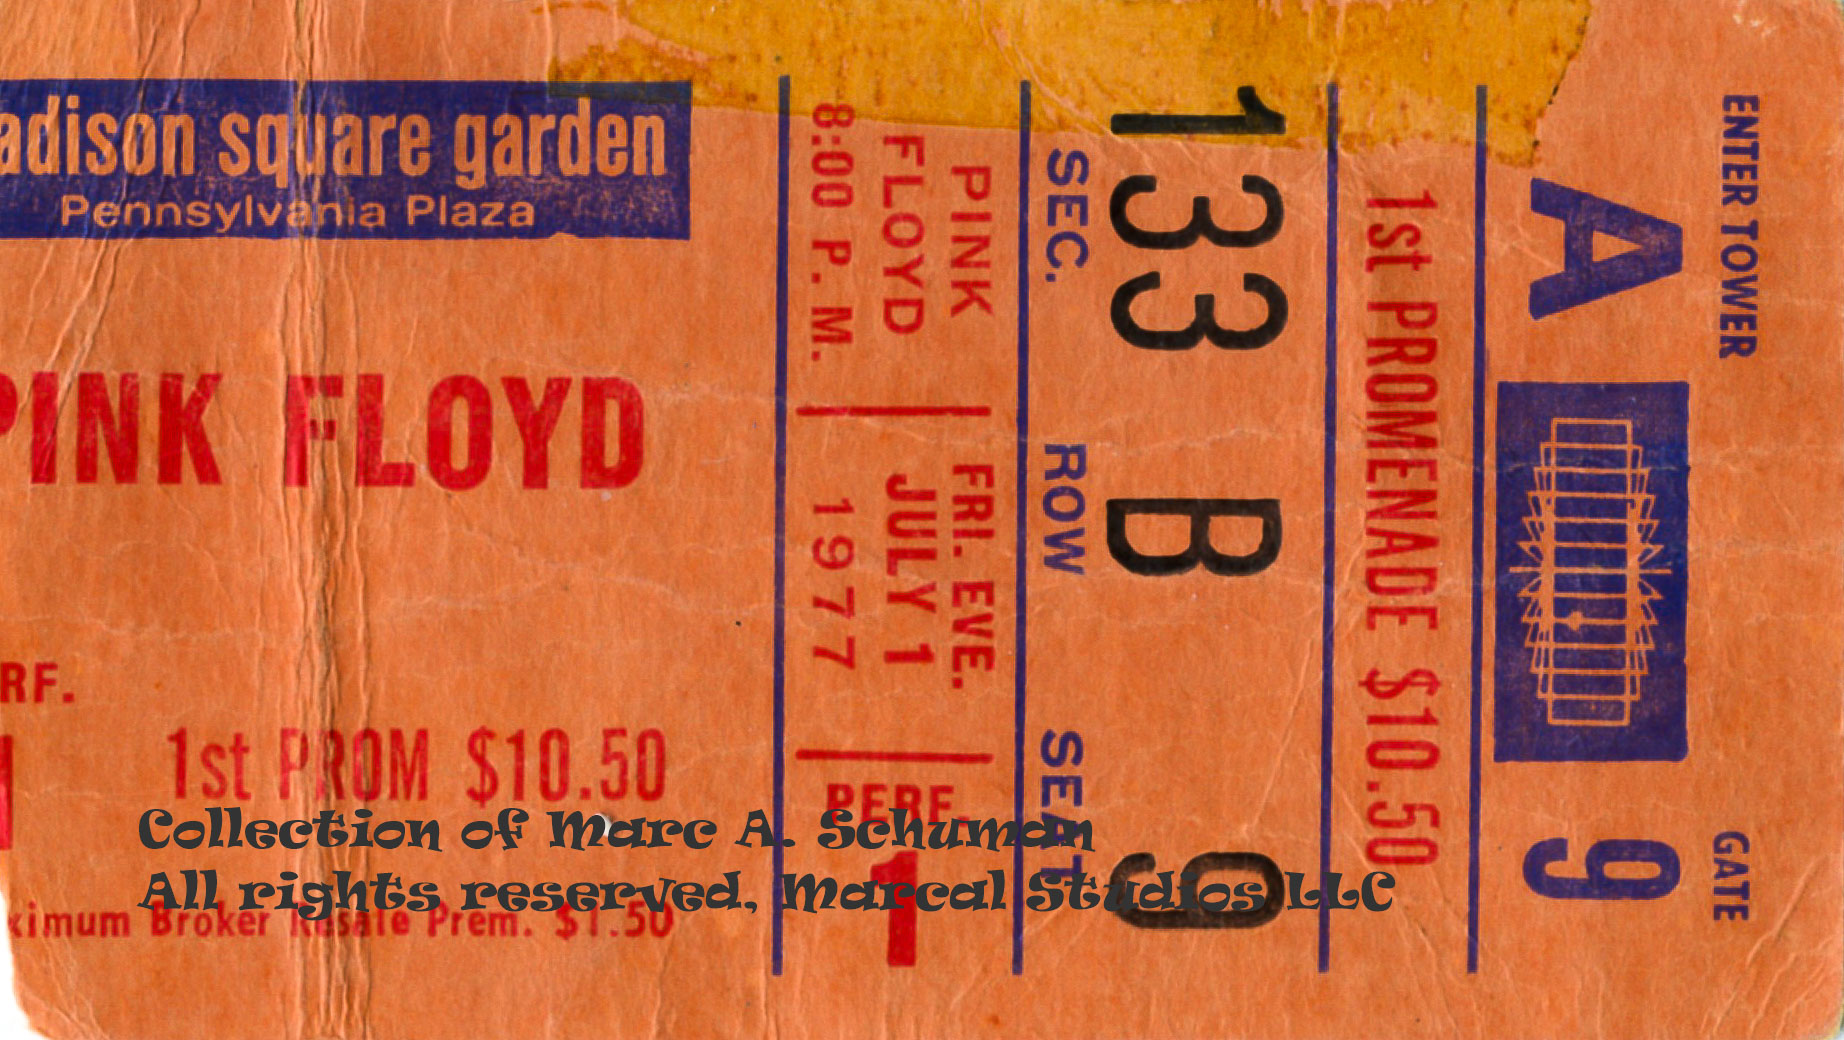 adison square garden
Pennsylvania Plaza
PINK FLOYD
RF.
1st PROM $10.50
ximum Broker Resale Prem. $1.50
PINK
FLOYD
8:00 P. M.
FRI. EVE.
JULY 1
1977
PERF.
1
SEC. 133
ROW B
SEAT 9
1st PROMENADE $10.50
ENTER TOWER
A
GATE
9
Collection of Marc A. Schuman
All rights reserved, Marcal Studios LLC